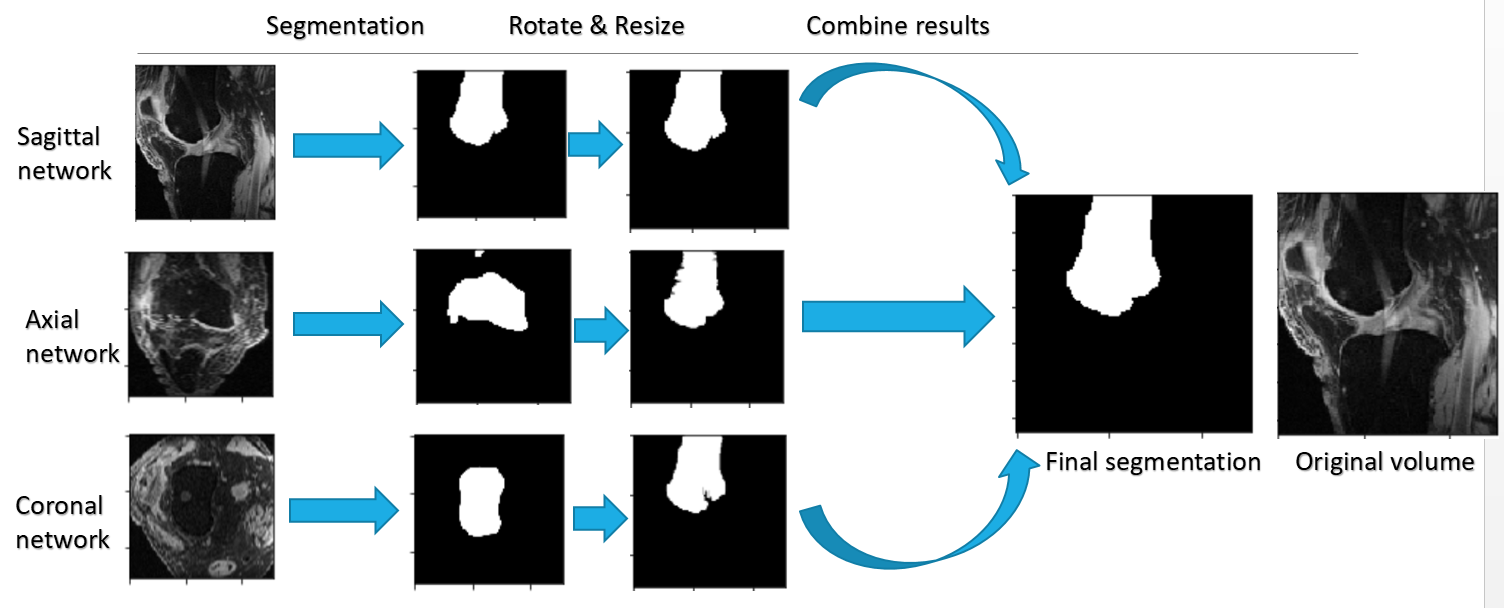 Segmentation
Rotate & Resize
Combine results
Sagittal
network
Axial
network
Coronal
network
Final segmentation
Original volume